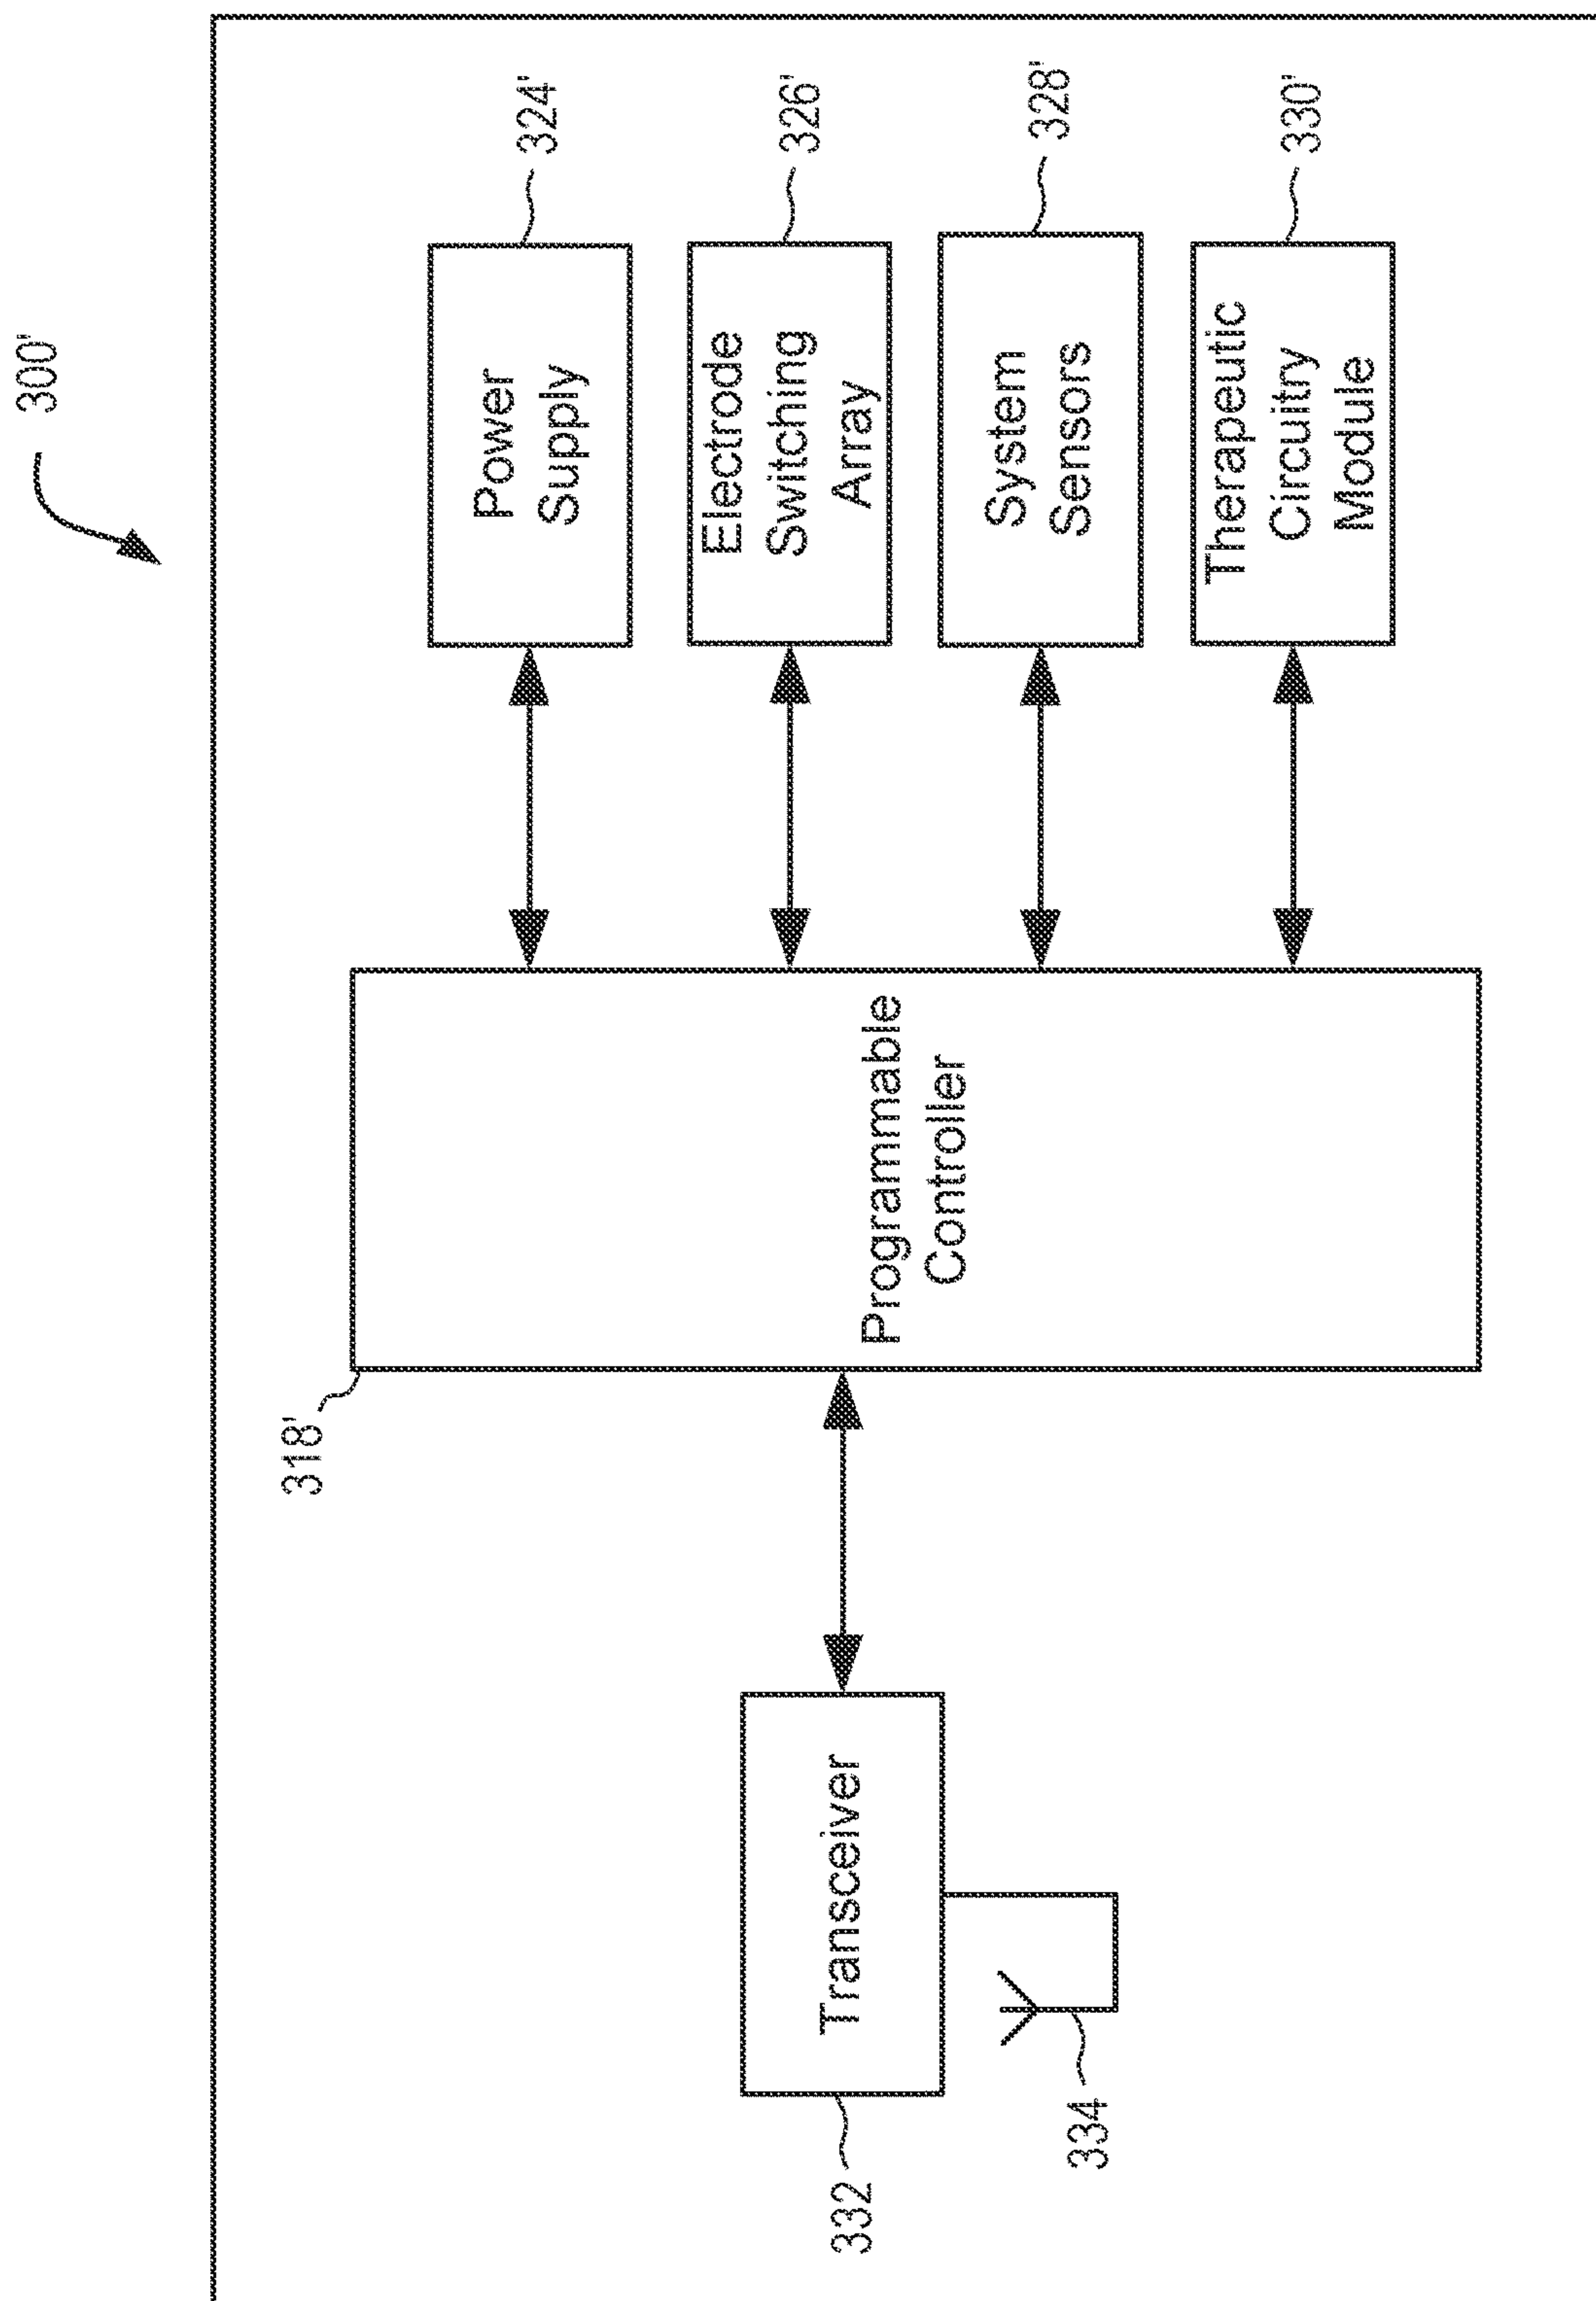 300'
324'
Power
Supply
326'
Electrode
Switching
Array
328'
System
Sensors
330'
Therapeutic
Circuitry
Module
318'
Programmable
Controller
Transceiver
332
334